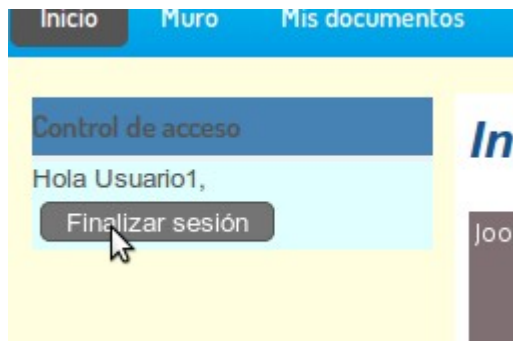 Inicio Muro Mis documentos
Control de acceso
In
Hola Usuario1,
Finalizar sesión
Joo